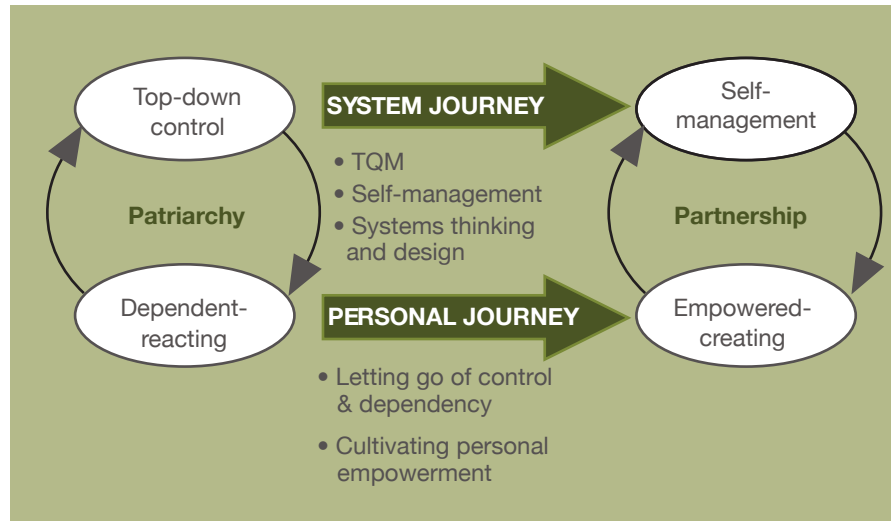 Top-down
control
Patriarchy
Dependent-
reacting
SYSTEM JOURNEY
• TQM
• Self-management
• Systems thinking
and design
PERSONAL JOURNEY
• Letting go of control
& dependency
• Cultivating personal
empowerment
Self-
management
Partnership
Empowered-
creating